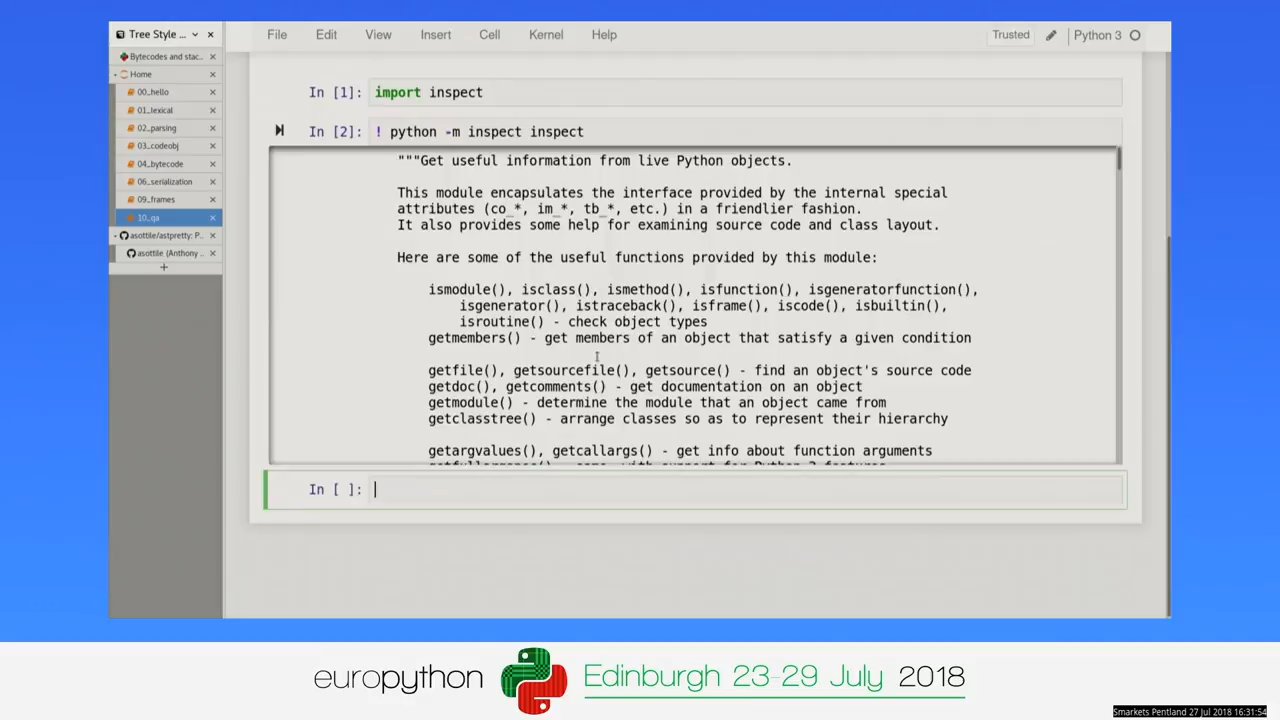 Tree Style ...
Bytecodes and stac..
Home
00_hello
01_lexical
02_parsing
03_codeobj
04_bytecode
06_serialization
09_frames
10_qa
asottile/astpretty: P..
asottile (Anthony ..
File Edit View Insert Cell Kernel Help
Trusted Python 3
In [1]: import inspect
In [2]: ! python -m inspect inspect
"""Get useful information from live Python objects.
This module encapsulates the interface provided by the internal special
attributes (co_*, im_*, tb_*, etc.) in a friendlier fashion.
It also provides some help for examining source code and class layout.
Here are some of the useful functions provided by this module:
ismodule(), isclass(), ismethod(), isfunction(), isgeneratorfunction(),
isgenerator(), istraceback(), isframe(), iscode(), isbuiltin(),
isroutine() - check object types
getmembers() - get members of an object that satisfy a given condition
getfile(), getsourcefile(), getsource() - find an object's source code
getdoc(), getcomments() - get documentation on an object
getmodule() - determine the module that an object came from
getclasstree() - arrange classes so as to represent their hierarchy
getargvalues(), getcallargs() - get info about function arguments
In [ ]:
europython Edinburgh 23-29 July 2018
Smarkets Pentland 27 Jul 2018 16:31:54